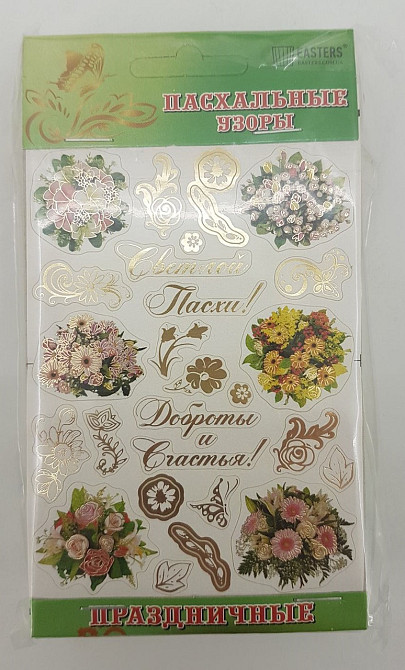 EASTERS®
ПАСХАЛЬНЫЕ
УЗОРЫ
Светлой
Пасхи!
Доброты
и
Счастья!
ПРАЗДНИЧНЫЕ